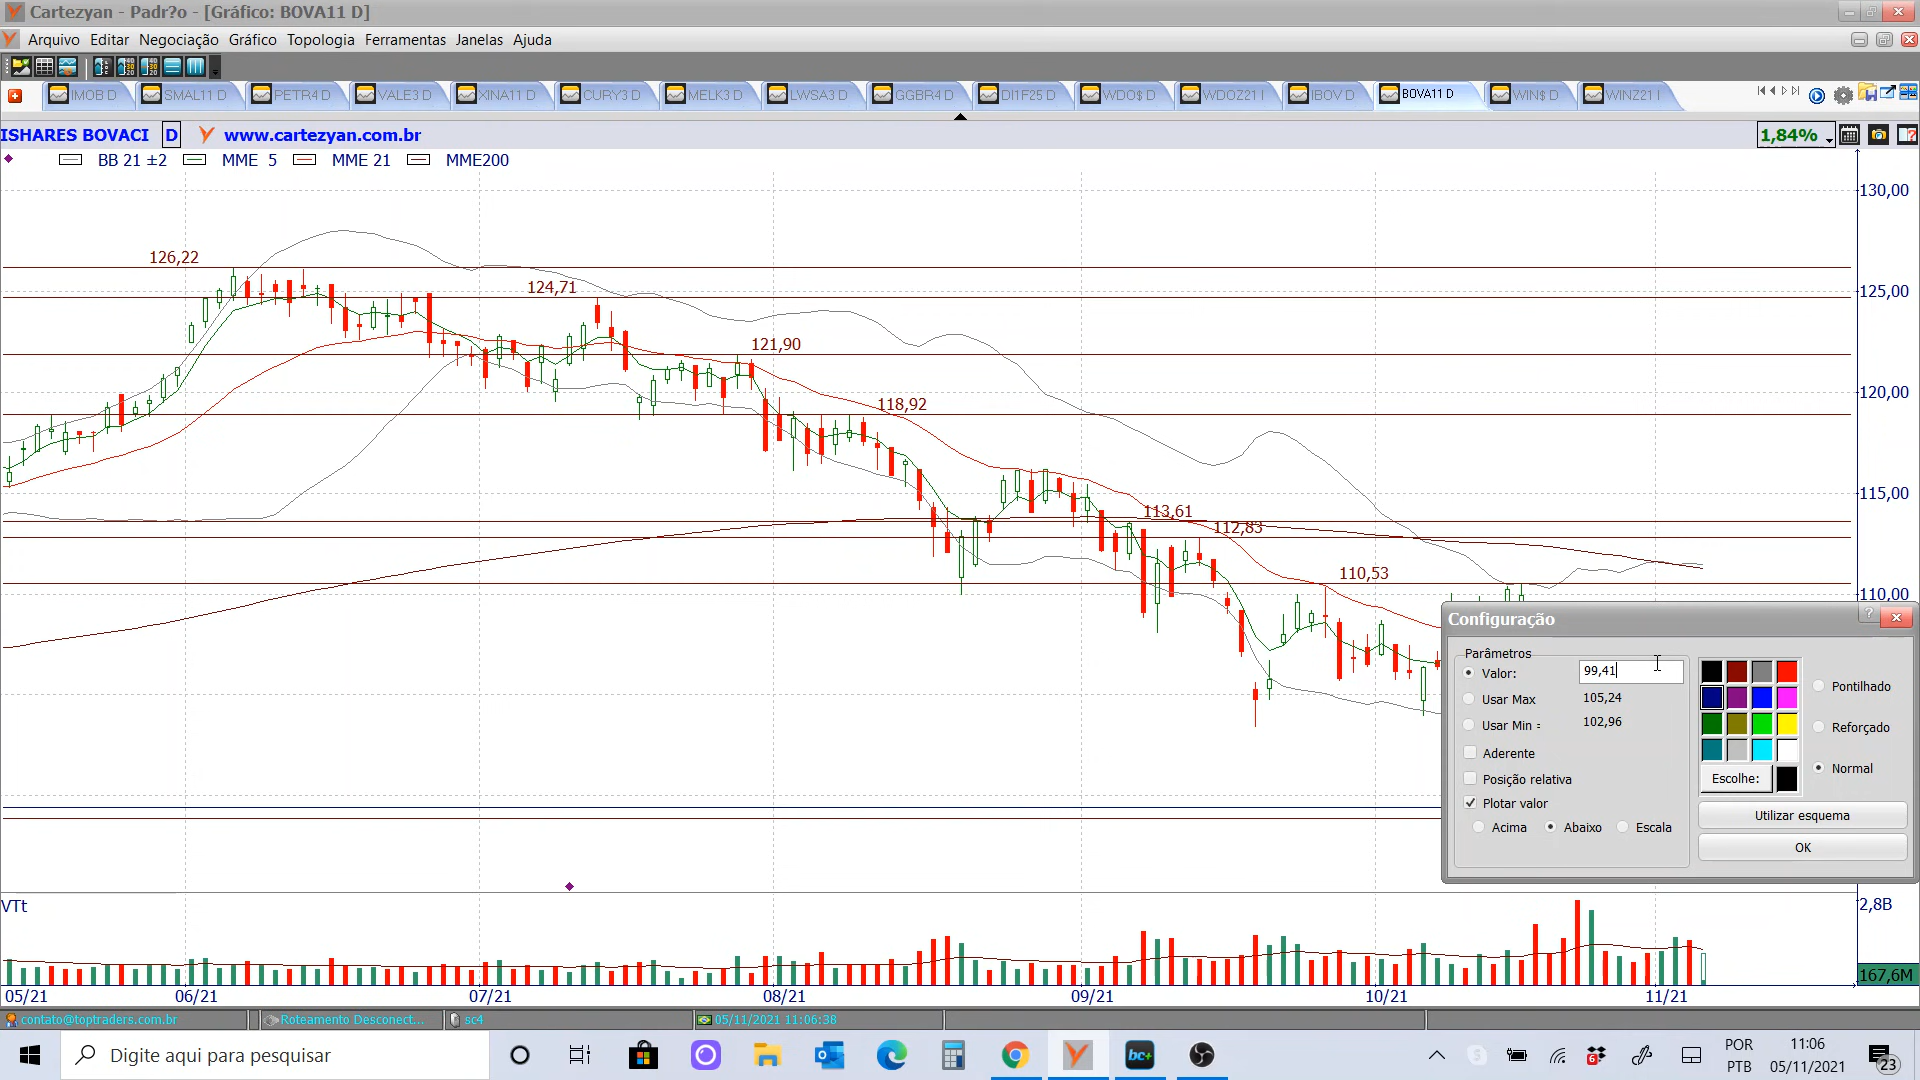 Cartezyan - Padr?o - [Gráfico: BOVA11 D]
Arquivo Editar Negociação Gráfico Topologia Ferramentas Janelas Ajuda
IMOB D SMAL11 D PETR4 D VALE3 D XINA11 D CURY3 D MELK3 D LWSA3 D GGBR4 D DI1F25 D WDO$ D WDOZ21 I IBOV D BOVA11 D WIN$ D WINZ21 I
ISHARES BOVACI D www.cartezyan.com.br 1,84%
BB 21 ±2 MME 5 MME 21 MME200
130,00
126,22
124,71
125,00
121,90
120,00
118,92
115,00
113,61
112,83
110,53
110,00
Configuração
Parâmetros
Valor: 99,41
Usar Max 105,24
Usar Min = 102,96
Aderente
Posição relativa
Plotar valor
Acima Abaixo Escala
Pontilhado
Reforçado
Normal
Escolhe:
Utilizar esquema
OK
VTt
2,8B
167,6M
05/21 06/21 07/21 08/21 09/21 10/21 11/21
contato@toptraders.com.br Roteamento Desconect... sc4 05/11/2021 11:06:38
Digite aqui para pesquisar
bc+
6
POR
PTB
11:06
05/11/2021
23